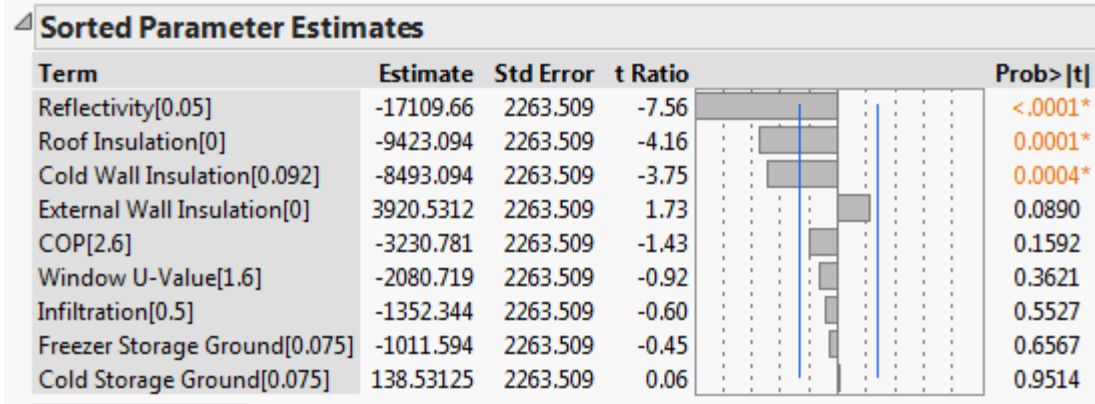 Sorted Parameter Estimates
Term Estimate Std Error t Ratio Prob>|t|
Reflectivity[0.05] -17109.66 2263.509 -7.56 <.0001*
Roof Insulation[0] -9423.094 2263.509 -4.16 0.0001*
Cold Wall Insulation[0.092] -8493.094 2263.509 -3.75 0.0004*
External Wall Insulation[0] 3920.5312 2263.509 1.73 0.0890
COP[2.6] -3230.781 2263.509 -1.43 0.1592
Window U-Value[1.6] -2080.719 2263.509 -0.92 0.3621
Infiltration[0.5] -1352.344 2263.509 -0.60 0.5527
Freezer Storage Ground[0.075] -1011.594 2263.509 -0.45 0.6567
Cold Storage Ground[0.075] 138.53125 2263.509 0.06 0.9514